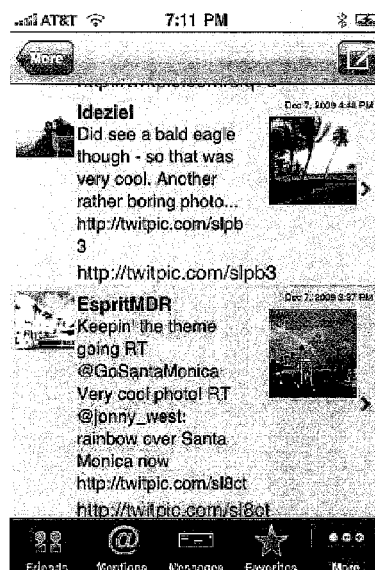 AT&T 7:11 PM
More
Ideziel
Dec 7, 2009 4:48 PM
Did see a bald eagle
though - so that was
very cool. Another
rather boring photo...
http://twitpic.com/slpb
3
http://twitpic.com/slpb3
EspritMDR
Dec 7, 2009 3:37 PM
Keepin' the theme
going RT
@GoSantaMonica
Very cool photo! RT
@jonny_west:
rainbow over Santa
Monica now
http://twitpic.com/sl8ct
http://twitpic.com/sl8ct
Friends Mentions Messages Favorites More